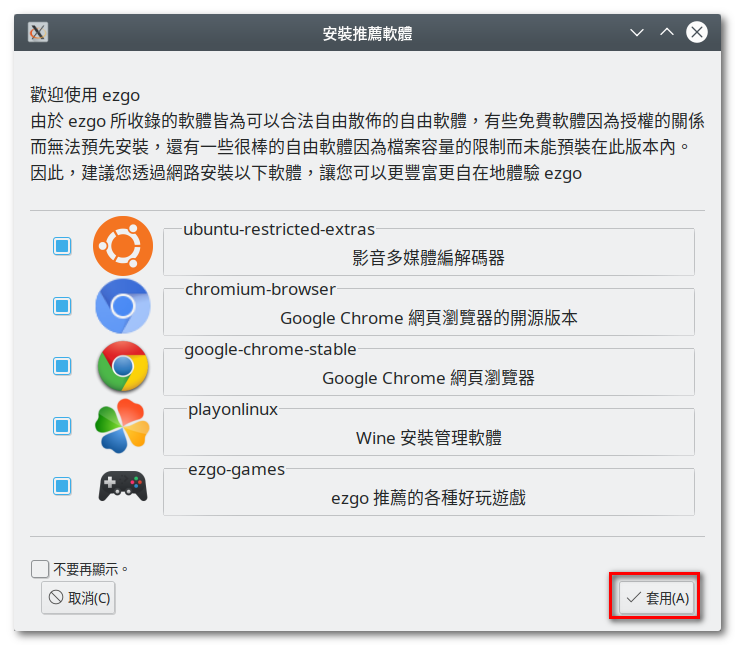 安裝推薦軟體
歡迎使用 ezgo
由於 ezgo 所收錄的軟體皆為可以合法自由散佈的自由軟體，有些免費軟體因為授權的關係
而無法預先安裝，還有一些很棒的自由軟體因為檔案容量的限制而未能預裝在此版本內。
因此，建議您透過網路安裝以下軟體，讓您可以更豐富更自在地體驗 ezgo
ubuntu-restricted-extras
影音多媒體編解碼器
chromium-browser
Google Chrome 網頁瀏覽器的開源版本
google-chrome-stable
Google Chrome 網頁瀏覽器
playonlinux
Wine 安裝管理軟體
ezgo-games
ezgo 推薦的各種好玩遊戲
不要再顯示。
取消(C)
套用(A)